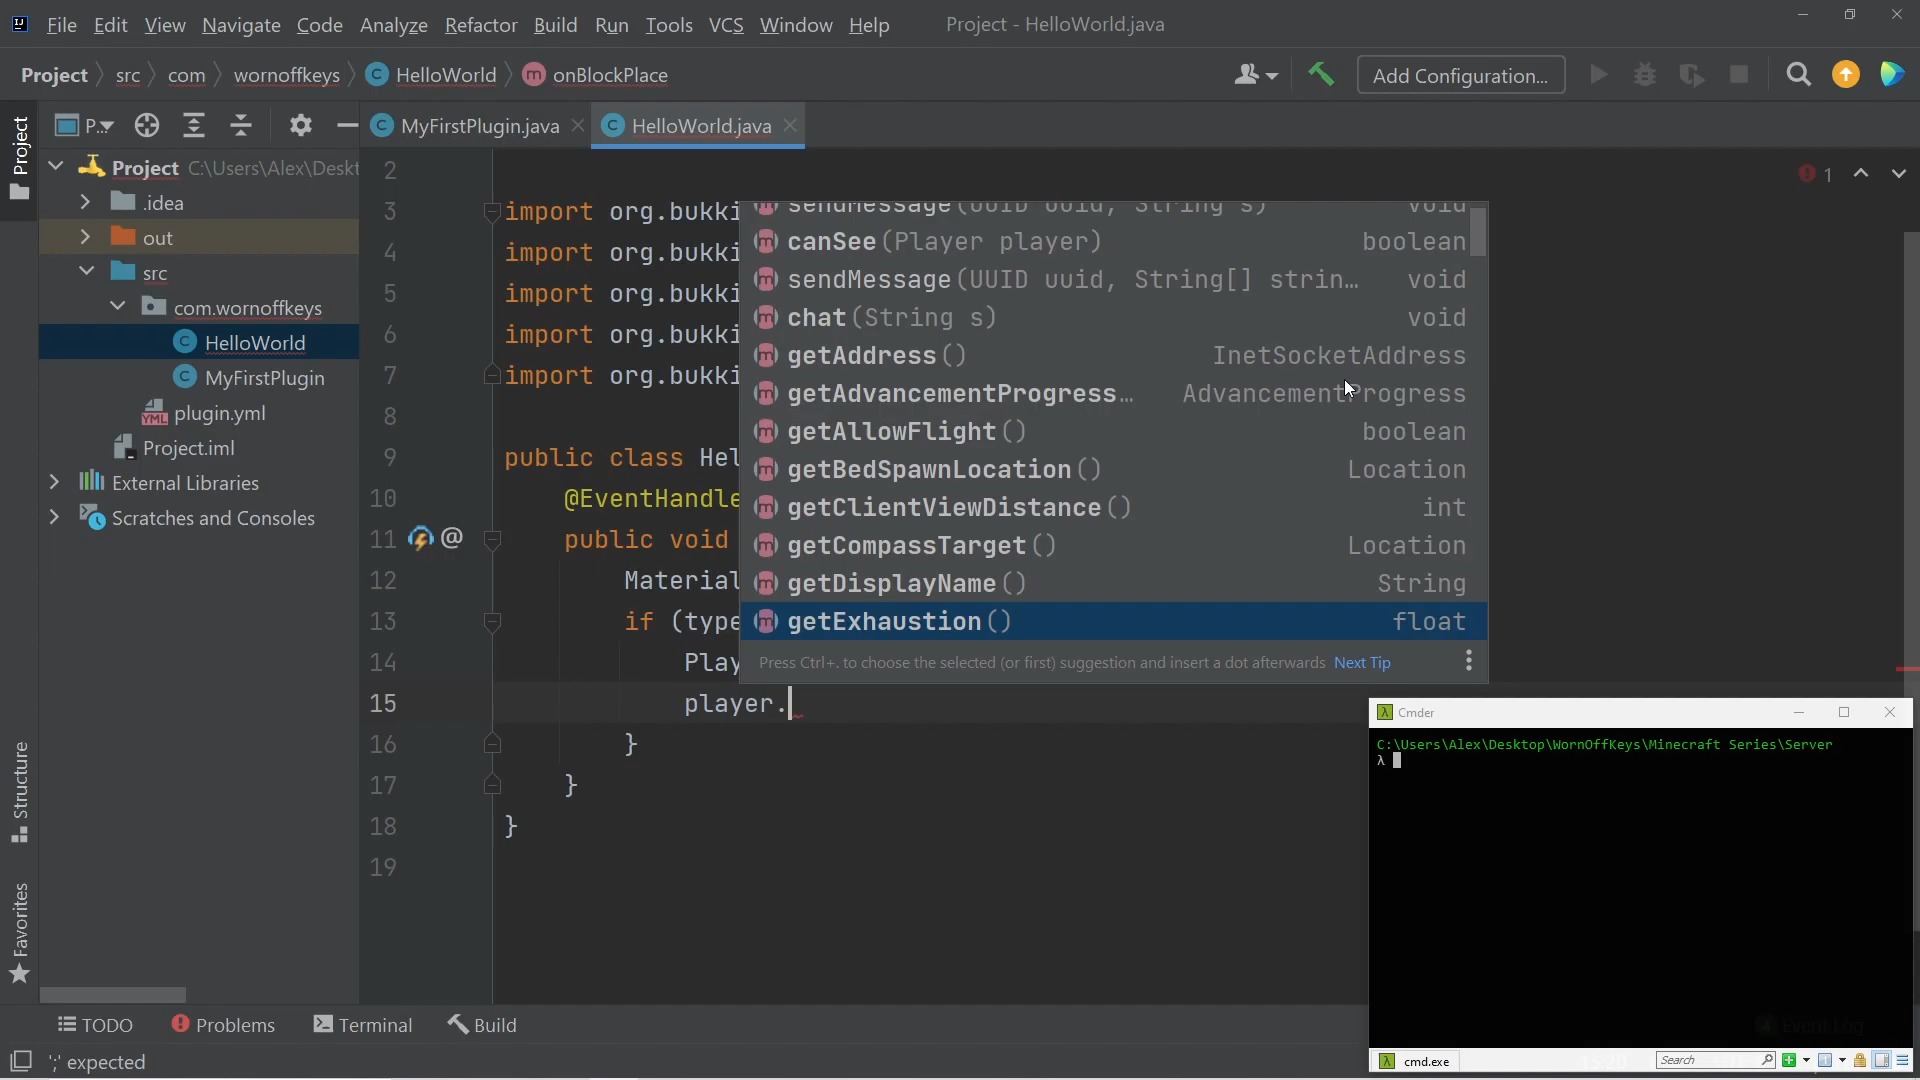 File Edit View Navigate Code Analyze Refactor Build Run Tools VCS Window Help Project - HelloWorld.java
Project src com wornoffkeys HelloWorld onBlockPlace Add Configuration...
Project
P...
MyFirstPlugin.java HelloWorld.java
Project C:\Users\Alex\Deskt
.idea
out
src
com.wornoffkeys
HelloWorld
MyFirstPlugin
plugin.yml
Project.iml
External Libraries
Scratches and Consoles
Structure
Favorites
1
2
3 import org.bukki
4 import org.bukki
5 import org.bukki
6 import org.bukki
7 import org.bukki
8
9 public class Hel
10 @EventHandle
11 @ public void
12 Material
13 if (type
14 Play
15 player.
16 }
17 }
18 }
19
sendMessage(UUID uuid, String s) void
canSee(Player player) boolean
sendMessage(UUID uuid, String[] strin… void
chat(String s) void
getAddress() InetSocketAddress
getAdvancementProgress… AdvancementProgress
getAllowFlight() boolean
getBedSpawnLocation() Location
getClientViewDistance() int
getCompassTarget() Location
getDisplayName() String
getExhaustion() float
Press Ctrl+. to choose the selected (or first) suggestion and insert a dot afterwards Next Tip
Cmder
C:\Users\Alex\Desktop\WornOffKeys\Minecraft Series\Server
λ
cmd.exe Search
TODO Problems Terminal Build Event Log
';' expected